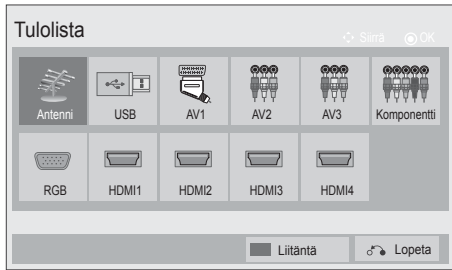 Tulolista
Siirrä OK
Antenni USB AV1 AV2 AV3 Komponentti
RGB HDMI1 HDMI2 HDMI3 HDMI4
Liitäntä Lopeta